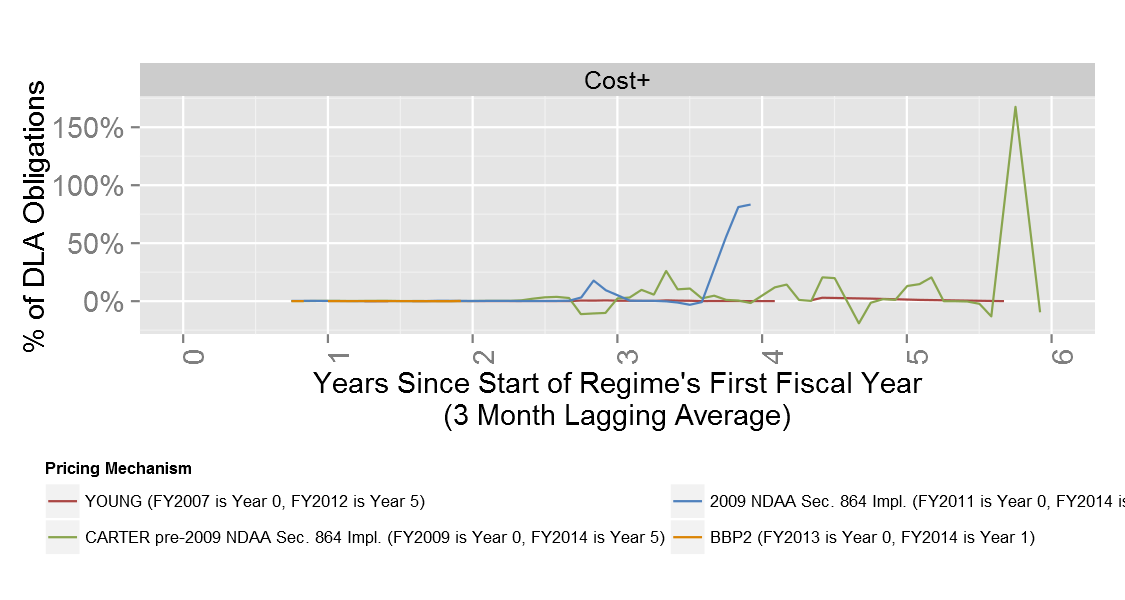 Cost+
% of DLA Obligations
150%
100%
50%
0%
0 1 2 3 4 5 6
Years Since Start of Regime's First Fiscal Year
(3 Month Lagging Average)
Pricing Mechanism
YOUNG (FY2007 is Year 0, FY2012 is Year 5)
2009 NDAA Sec. 864 Impl. (FY2011 is Year 0, FY2014 is
CARTER pre-2009 NDAA Sec. 864 Impl. (FY2009 is Year 0, FY2014 is Year 5)
BBP2 (FY2013 is Year 0, FY2014 is Year 1)